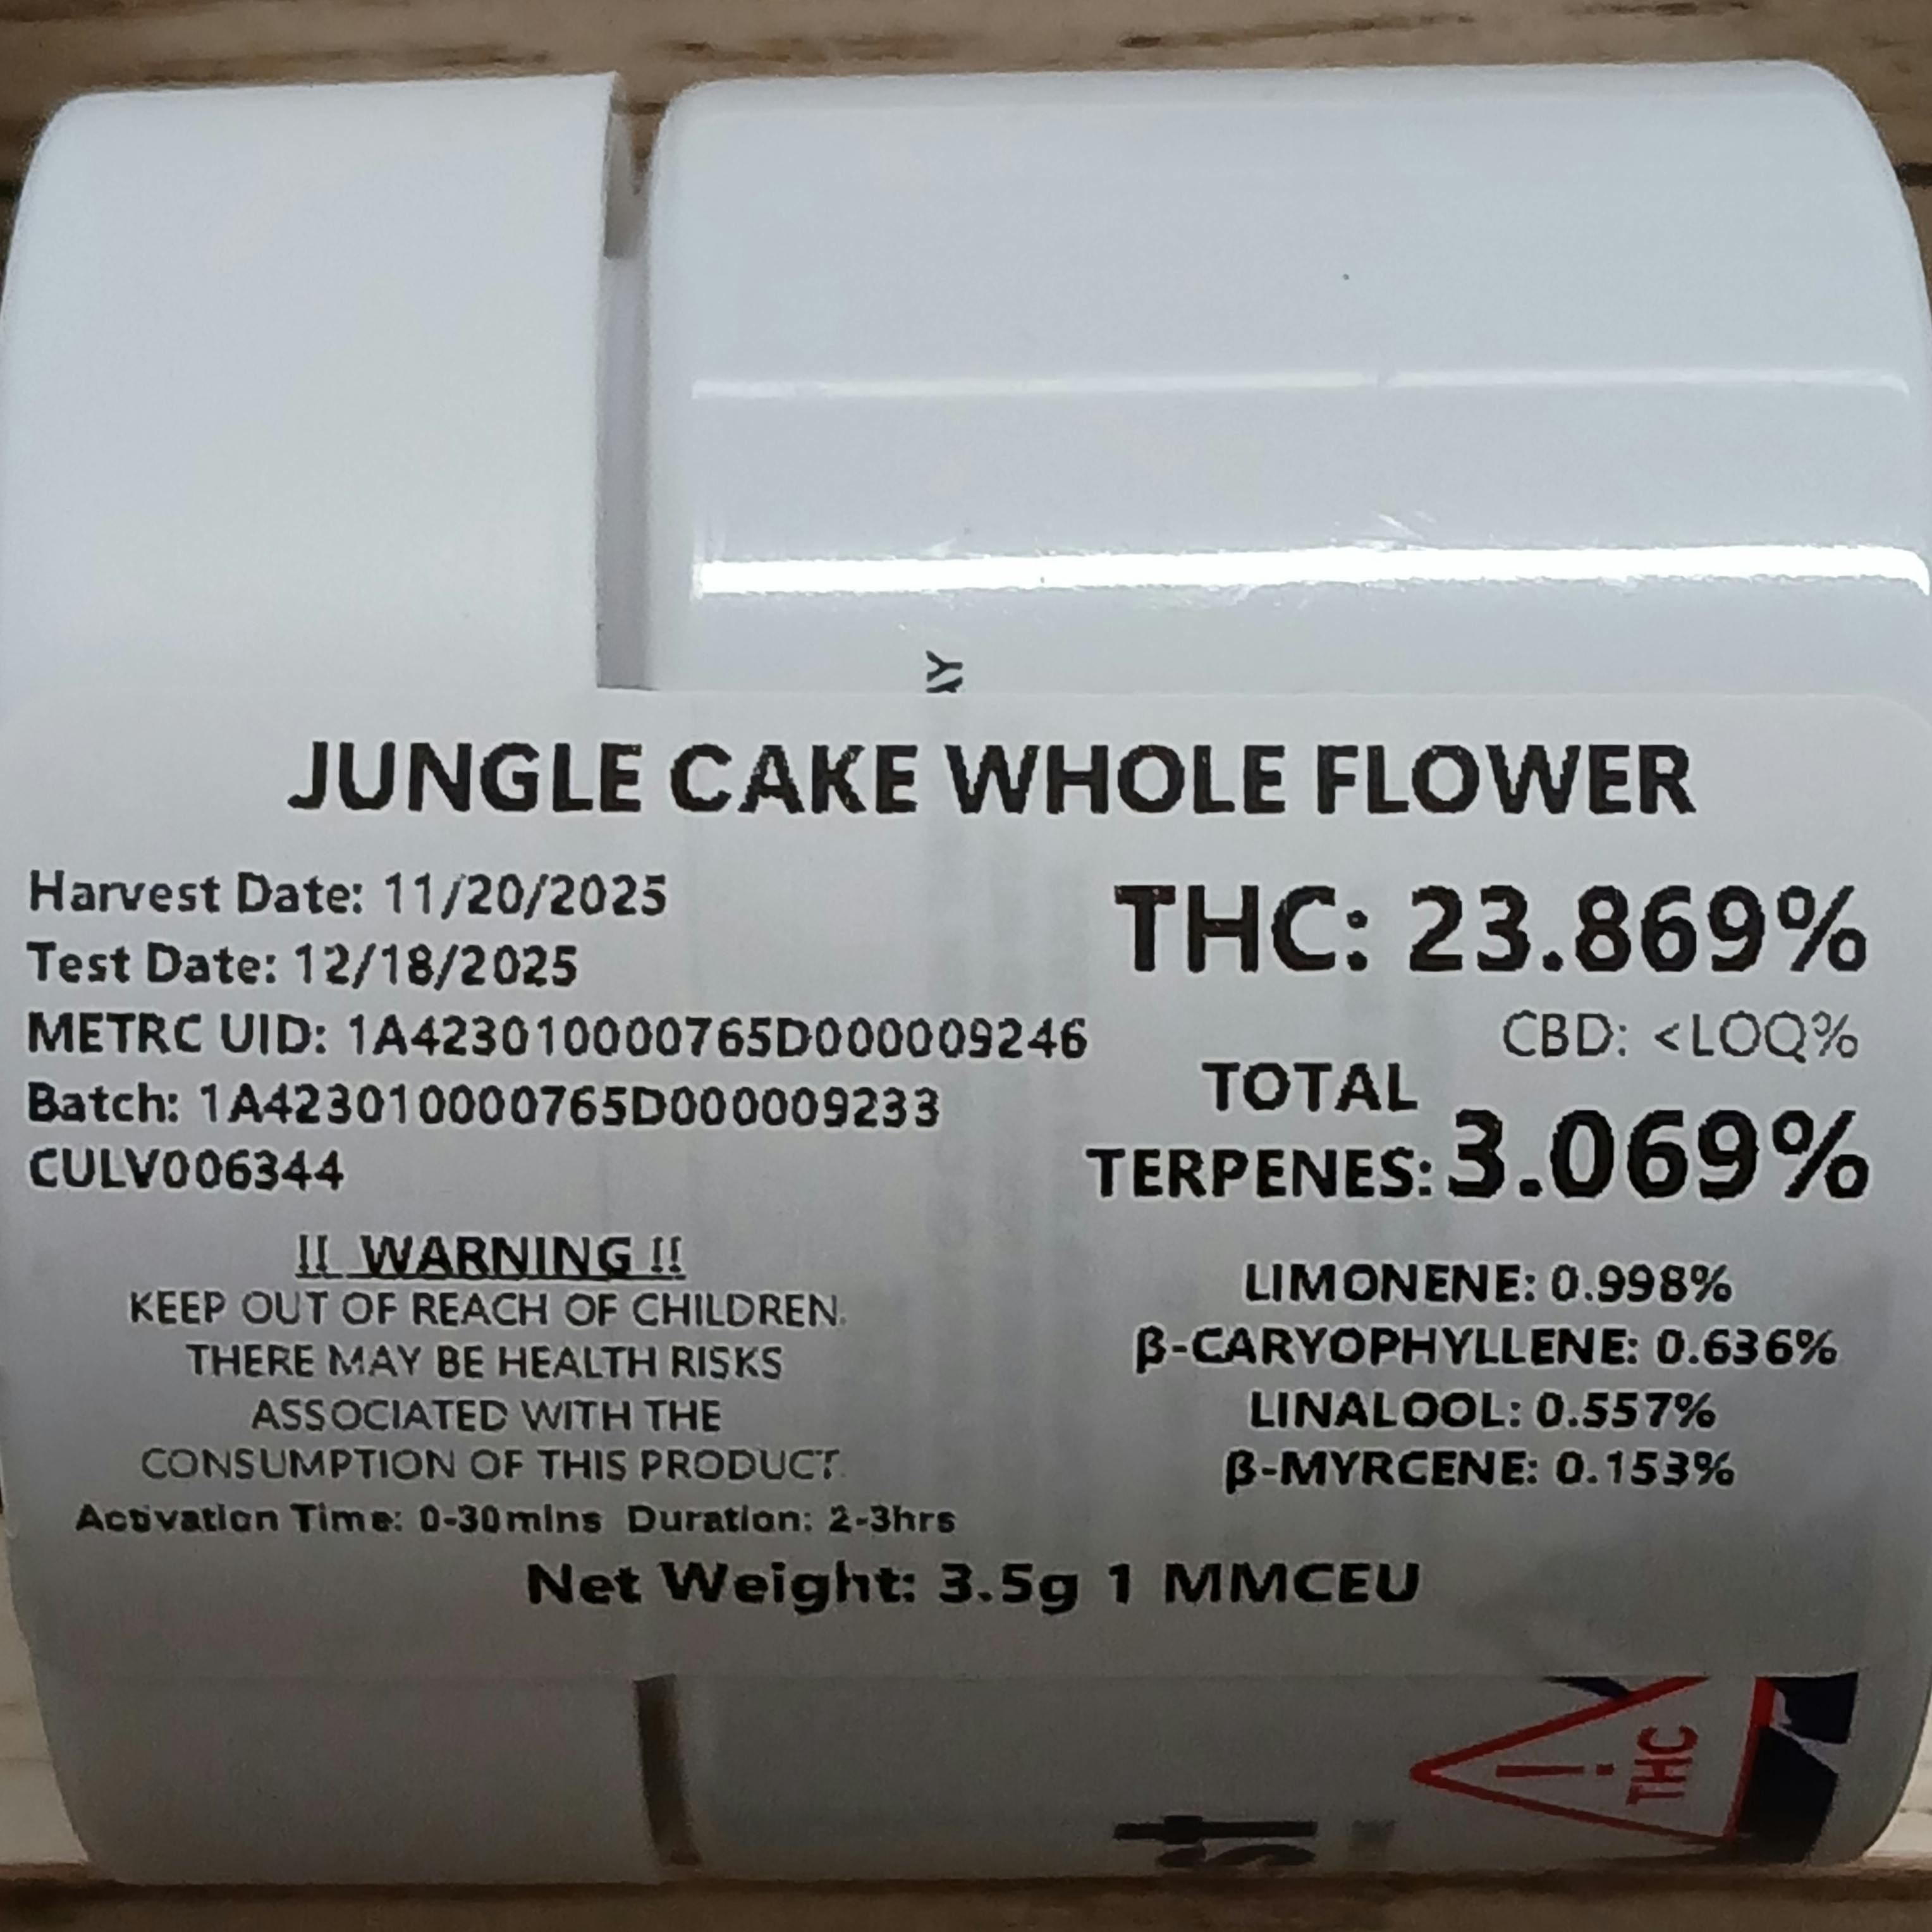 AY
JUNGLE CAKE WHOLE FLOWER
Harvest Date: 11/20/2025
Test Date: 12/18/2025
METRC UID: 1A423010000765D000009246
Batch: 1A423010000765D000009233
CULV006344
!! WARNING !!
KEEP OUT OF REACH OF CHILDREN.
THERE MAY BE HEALTH RISKS
ASSOCIATED WITH THE
CONSUMPTION OF THIS PRODUCT.
Activation Time: 0-30mins Duration: 2-3hrs
THC: 23.869%
CBD: <LOQ%
TOTAL
TERPENES: 3.069%
LIMONENE: 0.998%
β-CARYOPHYLLENE: 0.636%
LINALOOL: 0.557%
β-MYRCENE: 0.153%
Net Weight: 3.5g 1 MMCEU
! THC